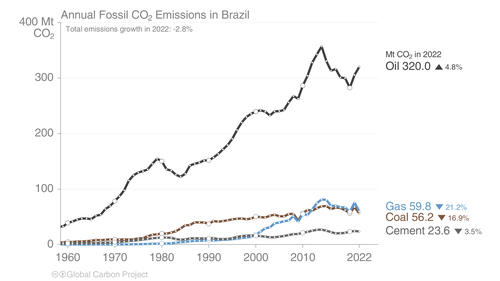 Annual Fossil CO₂ Emissions in Brazil
400 Mt
CO₂
Total emissions growth in 2022: -2.8%
300
200
100
0
1960
1970
1980
1990
2000
2010
2022
Mt CO₂ in 2022
Oil 320.0 ▲ 4.8%
Gas 59.8 ▼ 21.2%
Coal 56.2 ▼ 16.9%
Cement 23.6 ▼ 3.5%
Global Carbon Project